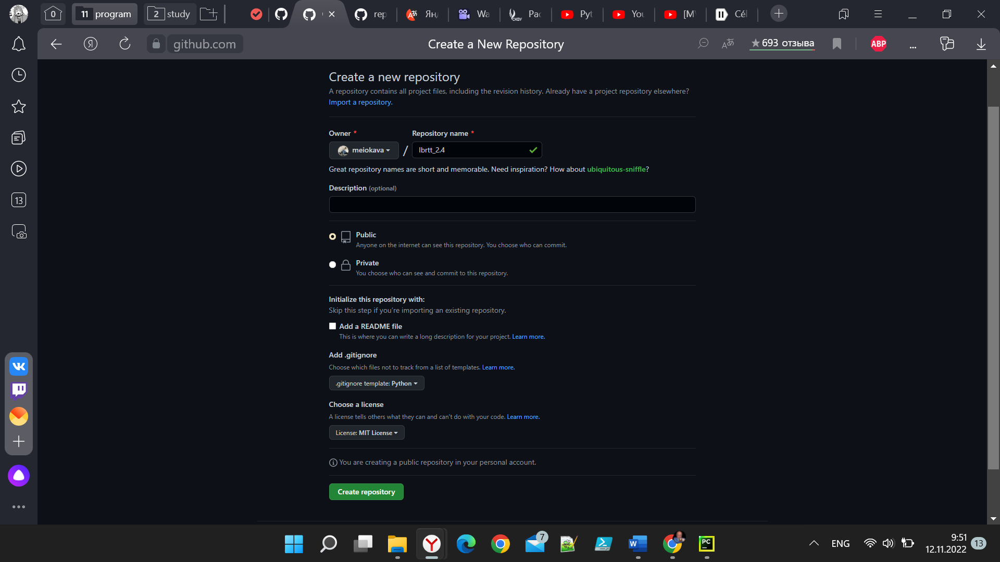 0
11 program
2 study
rep
Янд
Wa
Рас
Pyt
You
[M
Cél
github.com
Create a New Repository
693 отзыва
ABP
...
Create a new repository
A repository contains all project files, including the revision history. Already have a project repository elsewhere?
Import a repository.
Owner *
Repository name *
meiokava
/
lbrtt_2.4
Great repository names are short and memorable. Need inspiration? How about ubiquitous-sniffle?
Description (optional)
Public
Anyone on the internet can see this repository. You choose who can commit.
Private
You choose who can see and commit to this repository.
Initialize this repository with:
Skip this step if you're importing an existing repository.
Add a README file
This is where you can write a long description for your project. Learn more.
Add .gitignore
Choose which files not to track from a list of templates. Learn more.
.gitignore template: Python
Choose a license
A license tells others what they can and can't do with your code. Learn more.
License: MIT License
You are creating a public repository in your personal account.
Create repository
13
7
PC
ENG
9:51
12.11.2022
13